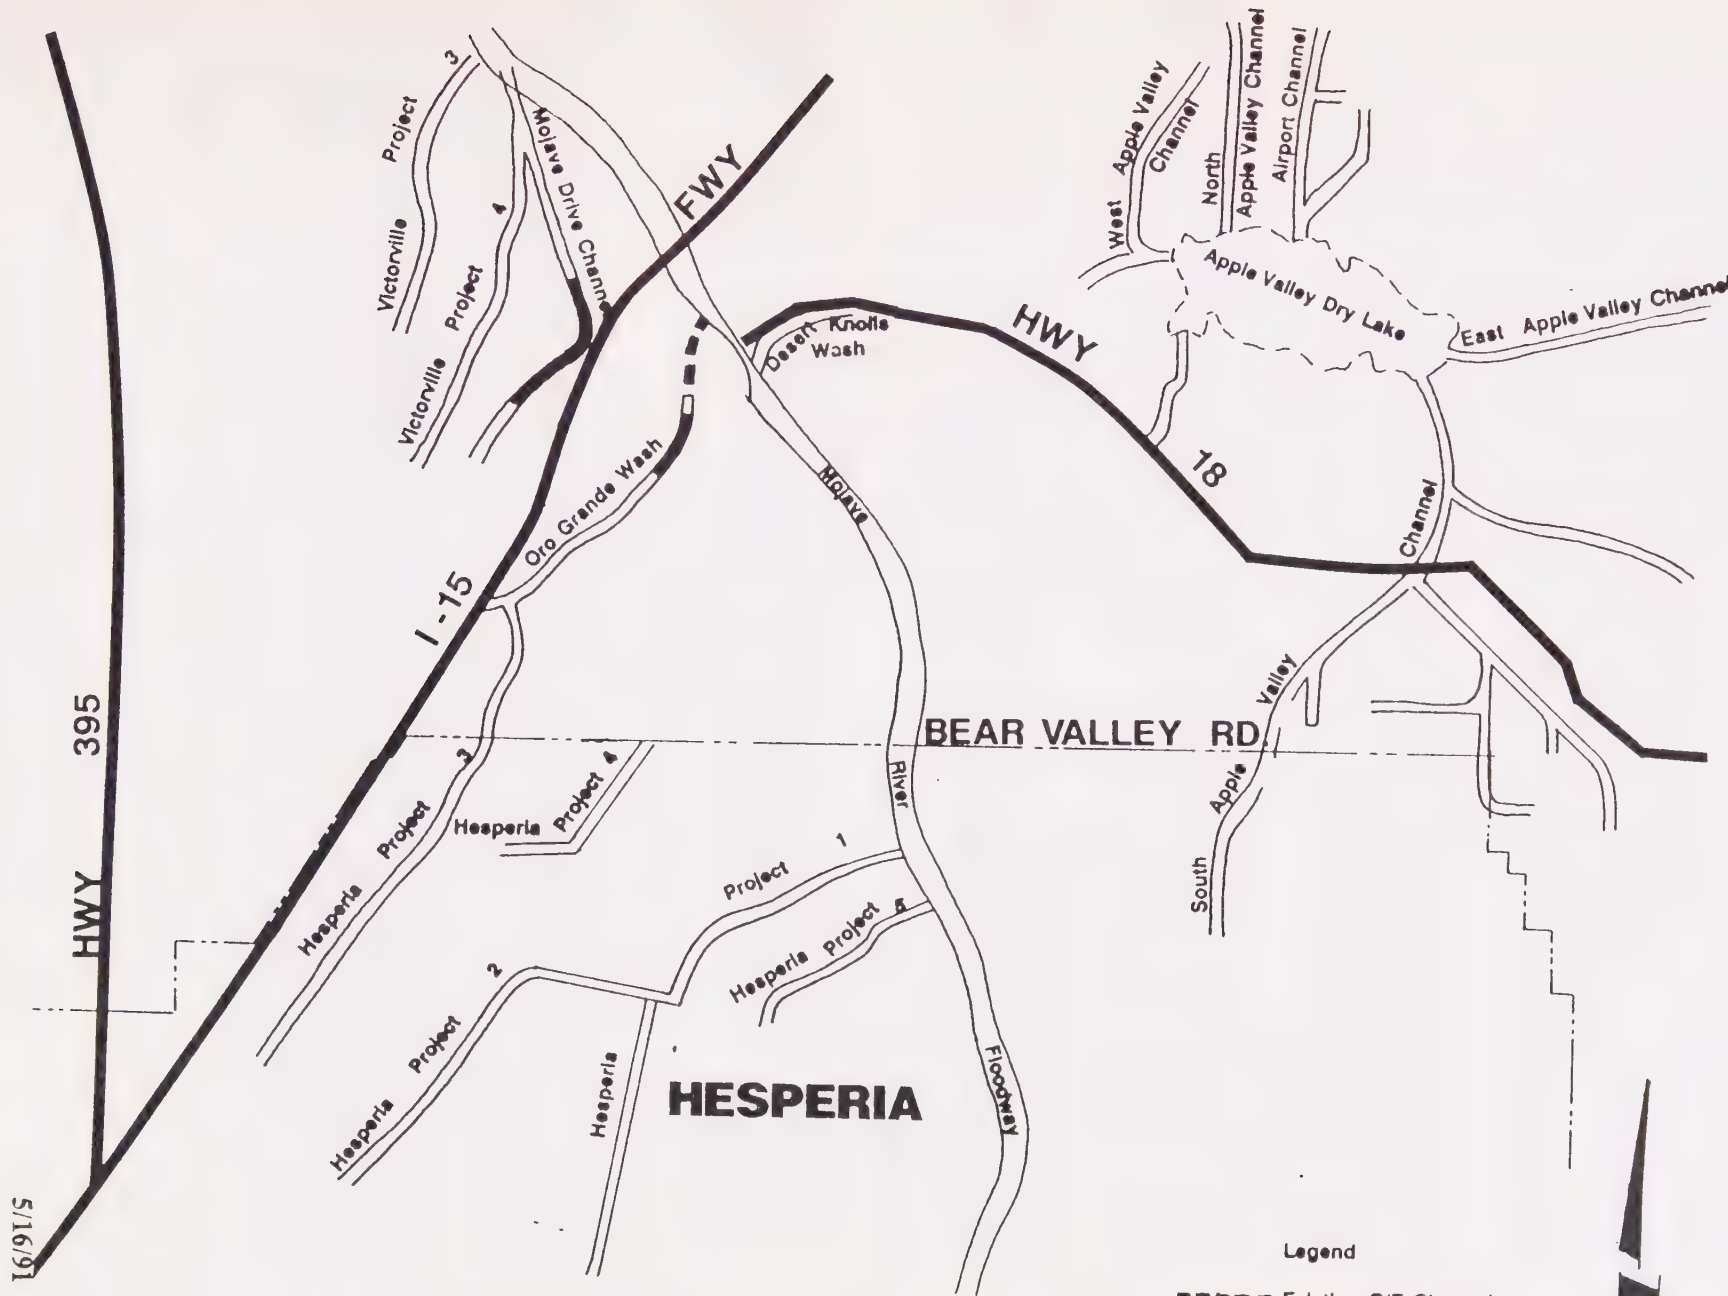 Victorville Project 3
Victorville Project 4
Mojave Drive Channel
FWY
I - 15
HWY 395
Oro Grande Wash
Desert Knolls
Wash
HWY 18
West Apple Valley
Channel
North
Apple Valley Channel
Airport Channel
Apple Valley Dry Lake
East Apple Valley Channel
South Apple Valley Channel
Mojave River Floodway
BEAR VALLEY RD
Hesperia Project 3
Hesperia Project 4
Project 1
Hesperia
Hesperia Project 5
Hesperia Project 2
HESPERIA
Legend
5/16/91